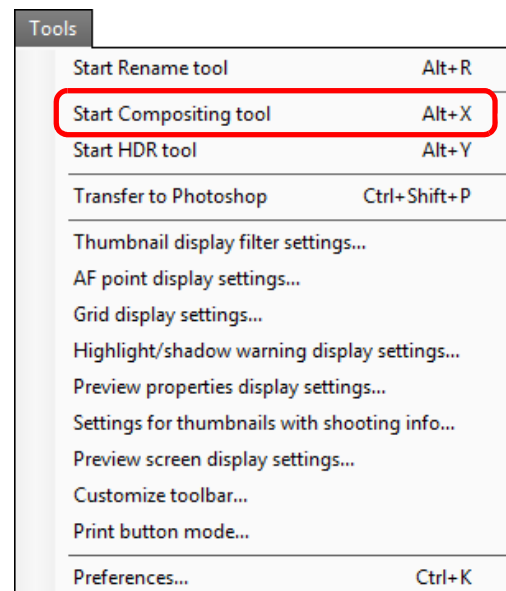 Tools
Start Rename tool Alt+R
Start Compositing tool Alt+X
Start HDR tool Alt+Y
Transfer to Photoshop Ctrl+Shift+P
Thumbnail display filter settings...
AF point display settings...
Grid display settings...
Highlight/shadow warning display settings...
Preview properties display settings...
Settings for thumbnails with shooting info...
Preview screen display settings...
Customize toolbar...
Print button mode...
Preferences... Ctrl+K